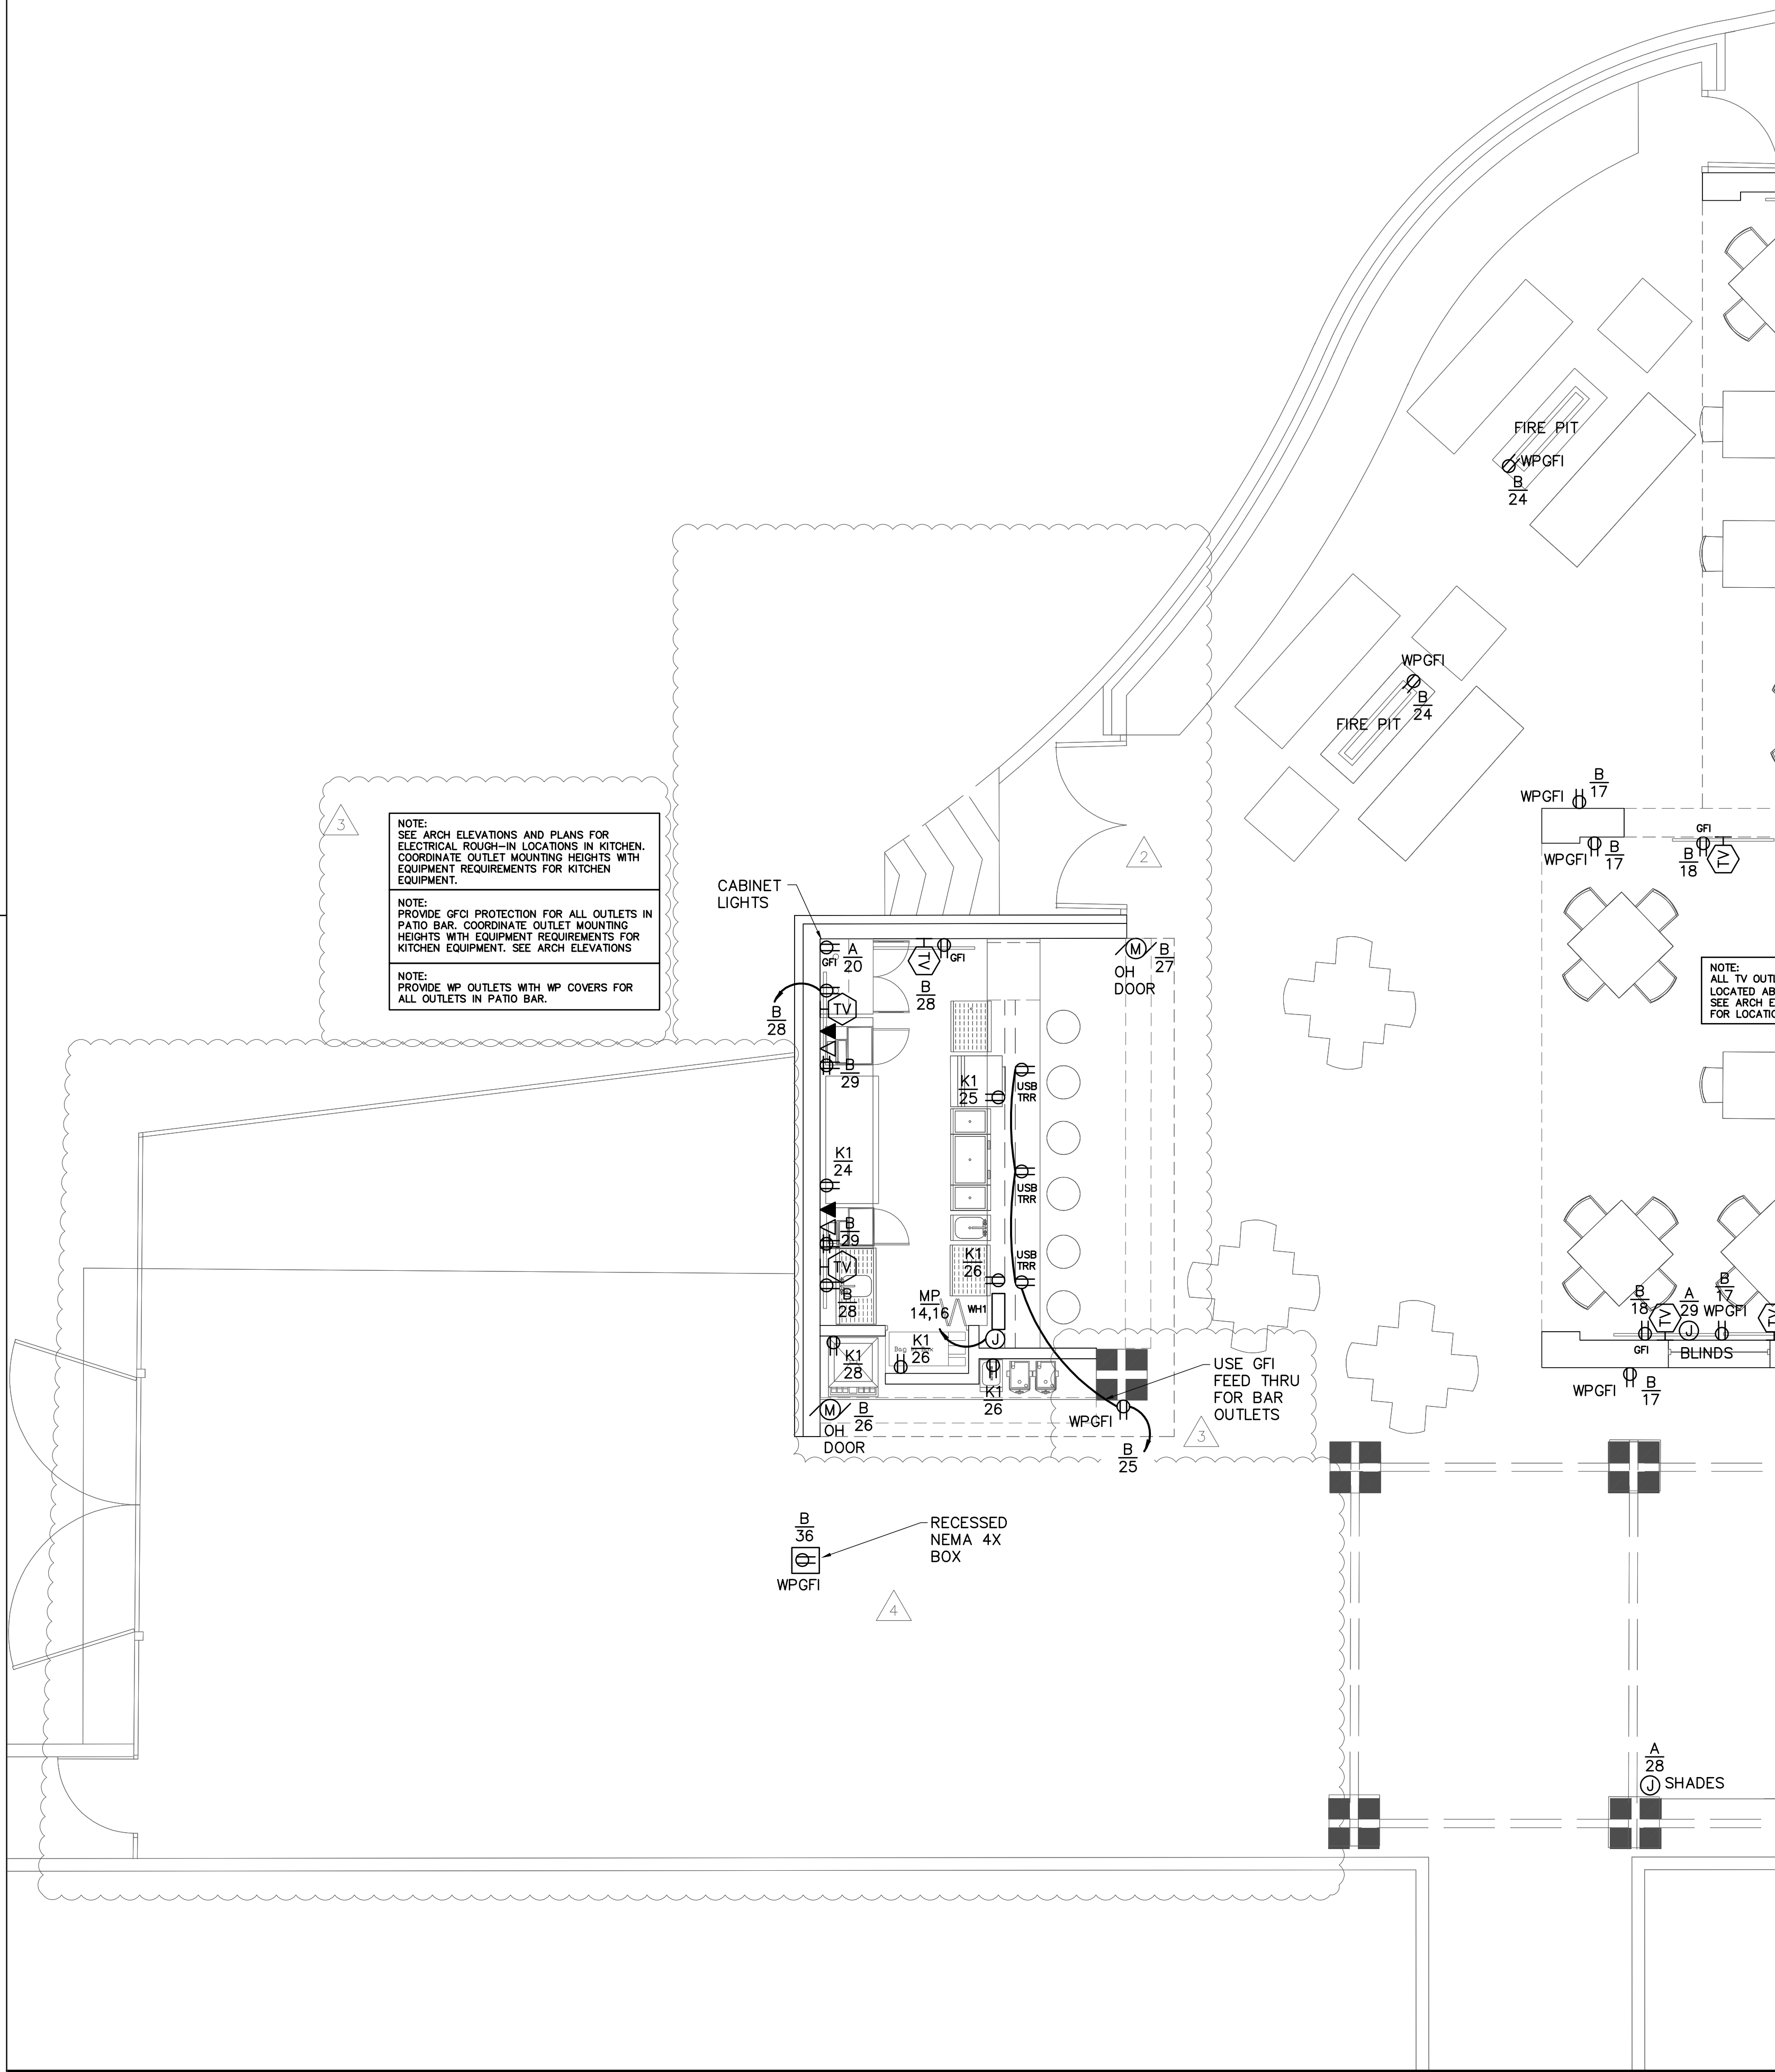 FIRE PIT
WPGFI
B
24
WPGFI
B
24
FIRE PIT
B
17
WPGFI
GFI
WPGFI
B
17
B
18
TV
3
NOTE:
SEE ARCH ELEVATIONS AND PLANS FOR
ELECTRICAL ROUGH-IN LOCATIONS IN KITCHEN.
COORDINATE OUTLET MOUNTING HEIGHTS WITH
EQUIPMENT REQUIREMENTS FOR KITCHEN
EQUIPMENT.
NOTE:
PROVIDE GFCI PROTECTION FOR ALL OUTLETS IN
PATIO BAR. COORDINATE OUTLET MOUNTING
HEIGHTS WITH EQUIPMENT REQUIREMENTS FOR
KITCHEN EQUIPMENT. SEE ARCH ELEVATIONS
NOTE:
PROVIDE WP OUTLETS WITH WP COVERS FOR
ALL OUTLETS IN PATIO BAR.
2
CABINET
LIGHTS
GFI
A
20
TV
GFI
B
28
M
B
27
OH
DOOR
B
28
TV
B
29
NOTE:
ALL TV
LOCATED
SEE ARCH
FOR
K1
25
USB
TRR
K1
24
USB
TRR
B
29
TV
B
28
K1
26
USB
TRR
MP
14,16
WH1
J
K1
28
K1
26
K1
26
M
B
26
OH
DOOR
WPGFI
USE GFI
FEED THRU
FOR BAR
OUTLETS
3
B
25
B
18
TV
A
29
J
B
17
WPGFI
TV
GFI
BLINDS
WPGFI
B
17
B
36
WPGFI
RECESSED
NEMA 4X
BOX
4
A
28
J SHADES